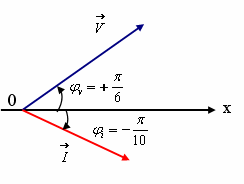 V⃗
φᵥ = + π/6
0
x
φᵢ = − π/10
I⃗